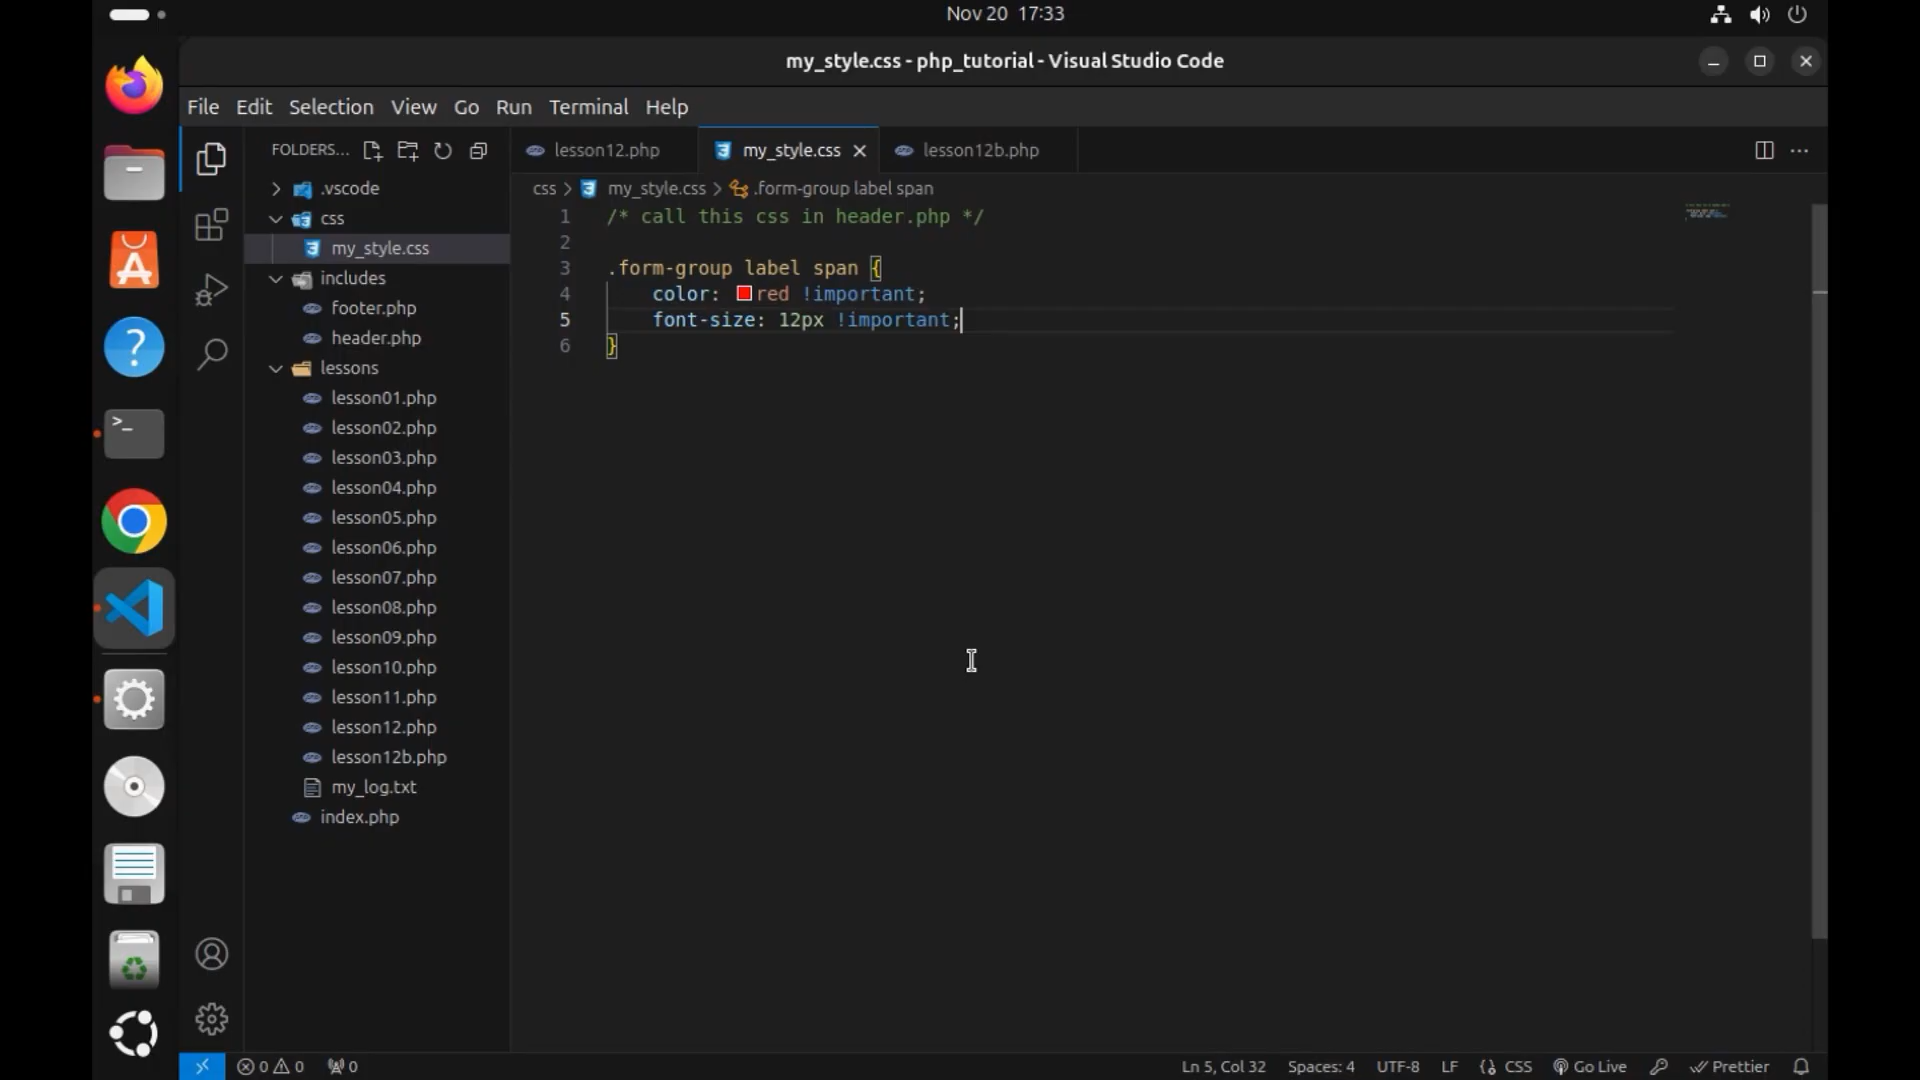 Nov 20 17:33
my_style.css - php_tutorial - Visual Studio Code
File Edit Selection View Go Run Terminal Help
FOLDERS...
lesson12.php
my_style.css
lesson12b.php
css > my_style.css > .form-group label span
.vscode
css
my_style.css
includes
footer.php
header.php
lessons
lesson01.php
lesson02.php
lesson03.php
lesson04.php
lesson05.php
lesson06.php
lesson07.php
lesson08.php
lesson09.php
lesson10.php
lesson11.php
lesson12.php
lesson12b.php
my_log.txt
index.php
1 /* call this css in header.php */
2
3 .form-group label span {
4 color: red !important;
5 font-size: 12px !important;
6 }
0 0 0
Ln 5, Col 32 Spaces: 4 UTF-8 LF {} CSS Go Live Prettier